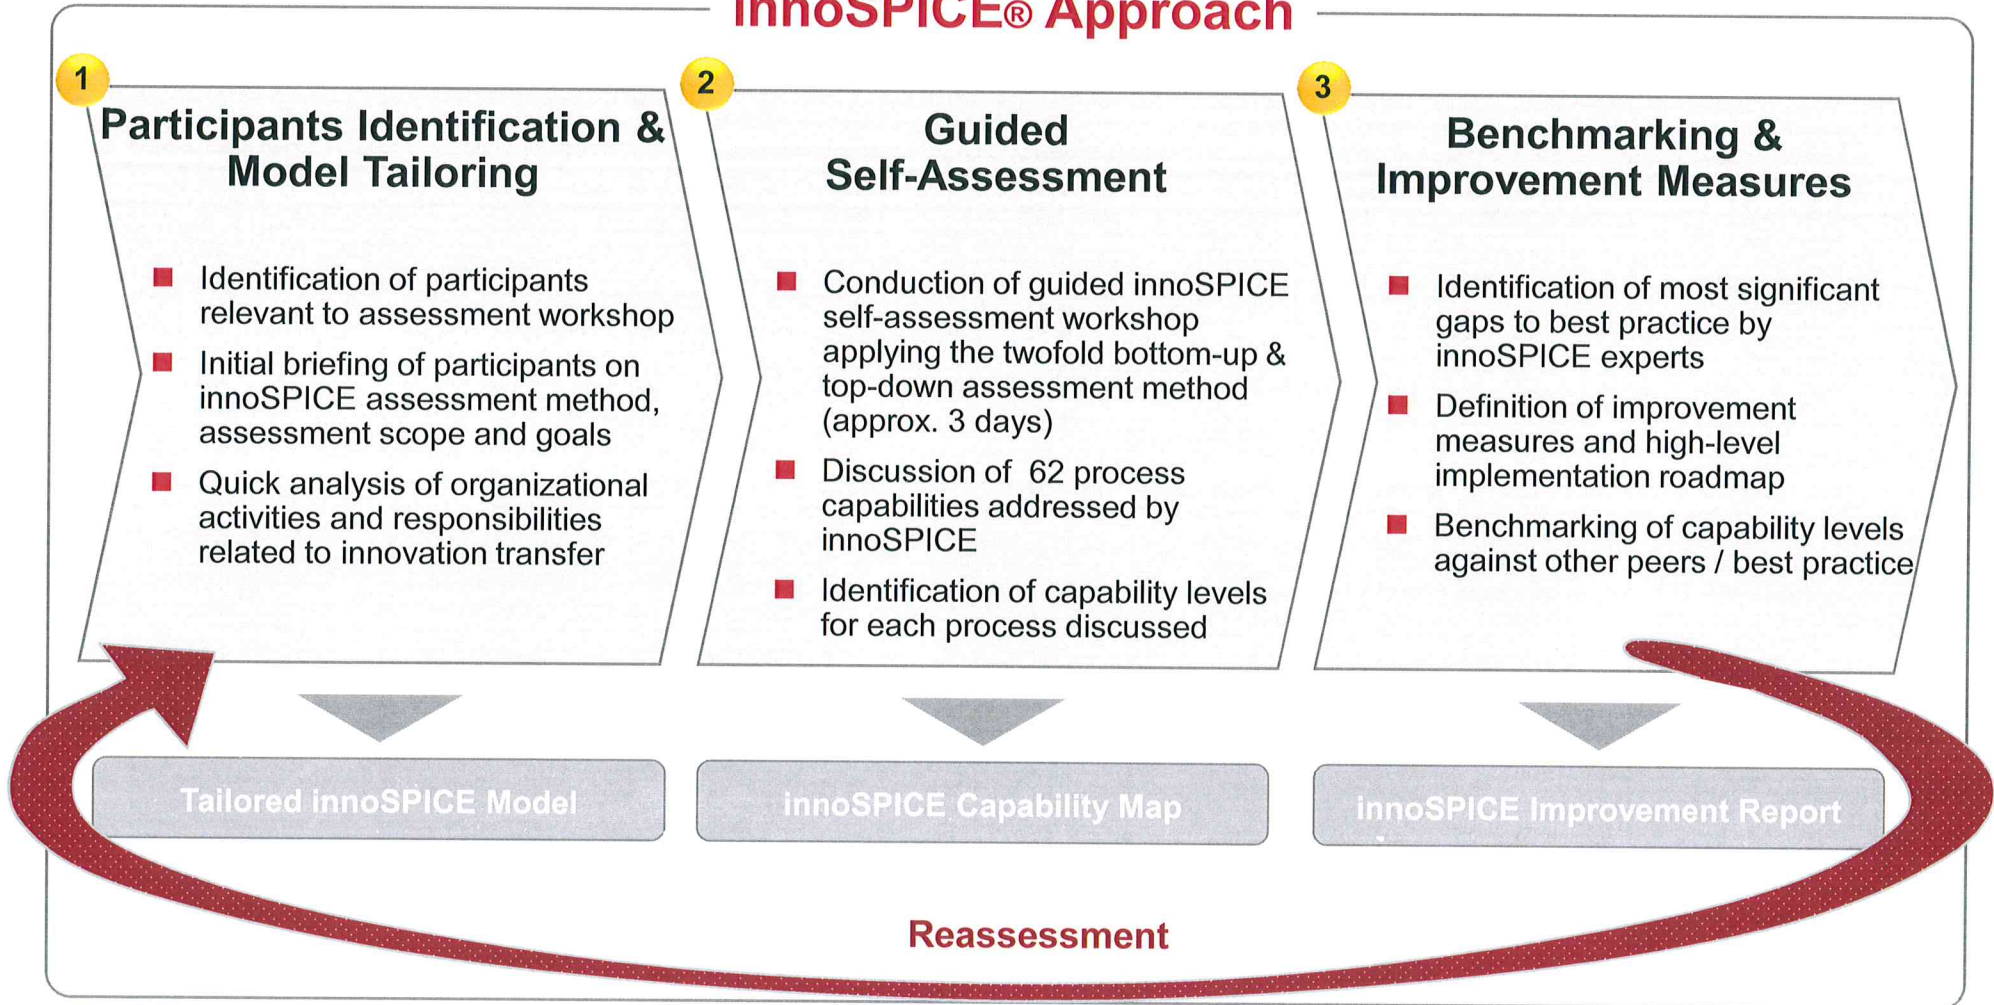 innoSPICE® Approach
1
Participants Identification &
Model Tailoring
Identification of participants
relevant to assessment workshop
Initial briefing of participants on
innoSPICE assessment method,
assessment scope and goals
Quick analysis of organizational
activities and responsibilities
related to innovation transfer
Tailored innoSPICE Model
2
Guided
Self-Assessment
Conduction of guided innoSPICE
self-assessment workshop
applying the twofold bottom-up &
top-down assessment method
(approx. 3 days)
Discussion of 62 process
capabilities addressed by
innoSPICE
Identification of capability levels
for each process discussed
innoSPICE Capability Map
3
Benchmarking &
Improvement Measures
Identification of most significant
gaps to best practice by
innoSPICE experts
Definition of improvement
measures and high-level
implementation roadmap
Benchmarking of capability levels
against other peers / best practice
innoSPICE Improvement Report
Reassessment